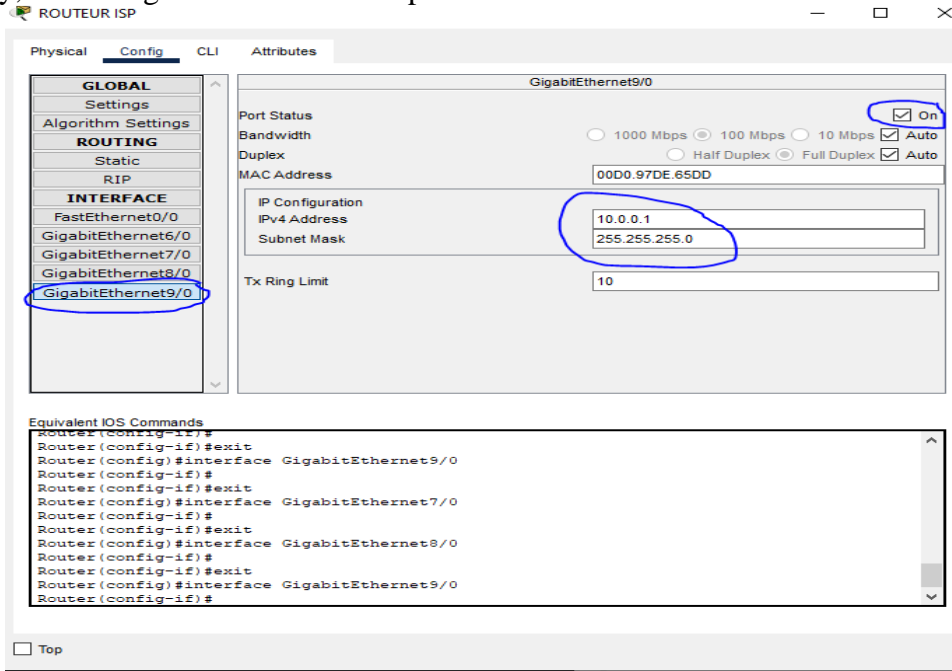 ROUTEUR ISP
Physical Config CLI Attributes
GLOBAL
Settings
Algorithm Settings
ROUTING
Static
RIP
INTERFACE
FastEthernet0/0
GigabitEthernet6/0
GigabitEthernet7/0
GigabitEthernet8/0
GigabitEthernet9/0
GigabitEthernet9/0
Port Status On
Bandwidth 1000 Mbps 100 Mbps 10 Mbps Auto
Duplex Half Duplex Full Duplex Auto
MAC Address 00D0.97DE.65DD
IP Configuration
IPv4 Address 10.0.0.1
Subnet Mask 255.255.255.0
Tx Ring Limit 10
Equivalent IOS Commands
Router(config-if)#
Router(config-if)#exit
Router(config)#interface GigabitEthernet9/0
Router(config-if)#
Router(config-if)#exit
Router(config)#interface GigabitEthernet7/0
Router(config-if)#
Router(config-if)#exit
Router(config)#interface GigabitEthernet8/0
Router(config-if)#
Router(config-if)#exit
Router(config)#interface GigabitEthernet9/0
Router(config-if)#
Top